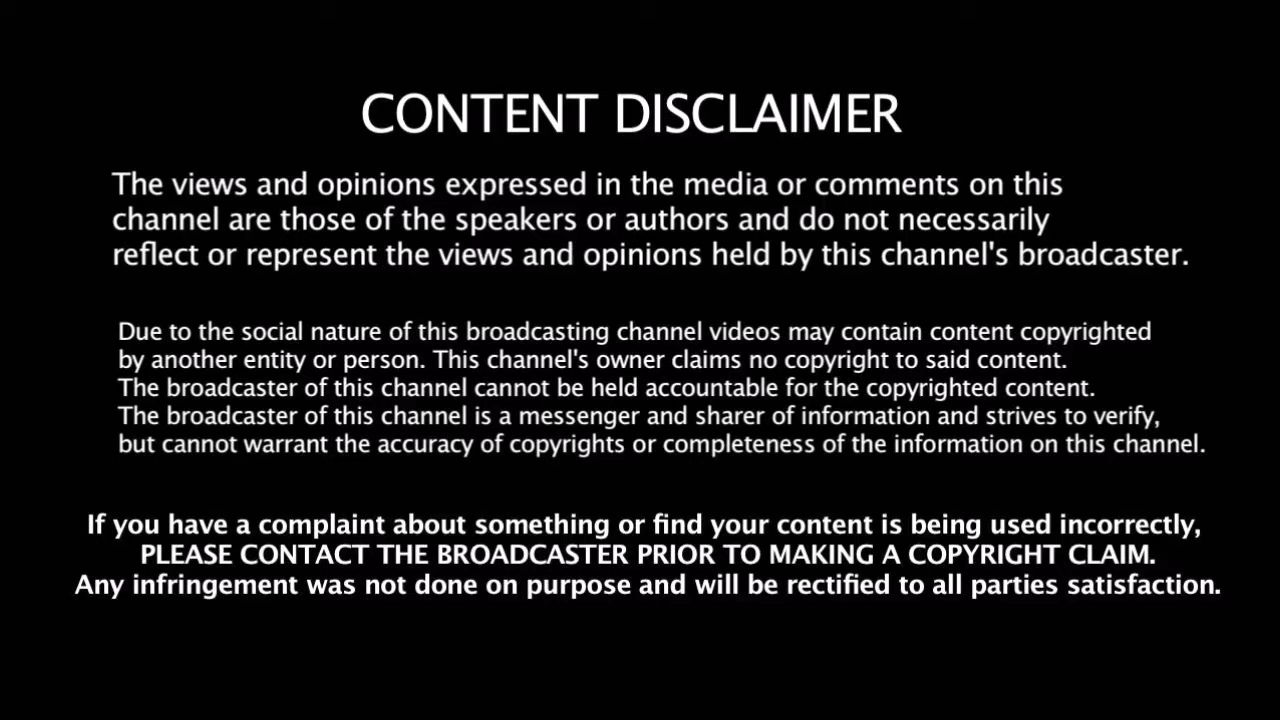 CONTENT DISCLAIMER
The views and opinions expressed in the media or comments on this
channel are those of the speakers or authors and do not necessarily
reflect or represent the views and opinions held by this channel's broadcaster.
Due to the social nature of this broadcasting channel videos may contain content copyrighted
by another entity or person. This channel's owner claims no copyright to said content.
The broadcaster of this channel cannot be held accountable for the copyrighted content.
The broadcaster of this channel is a messenger and sharer of information and strives to verify,
but cannot warrant the accuracy of copyrights or completeness of the information on this channel.
If you have a complaint about something or find your content is being used incorrectly,
PLEASE CONTACT THE BROADCASTER PRIOR TO MAKING A COPYRIGHT CLAIM.
Any infringement was not done on purpose and will be rectified to all parties satisfaction.